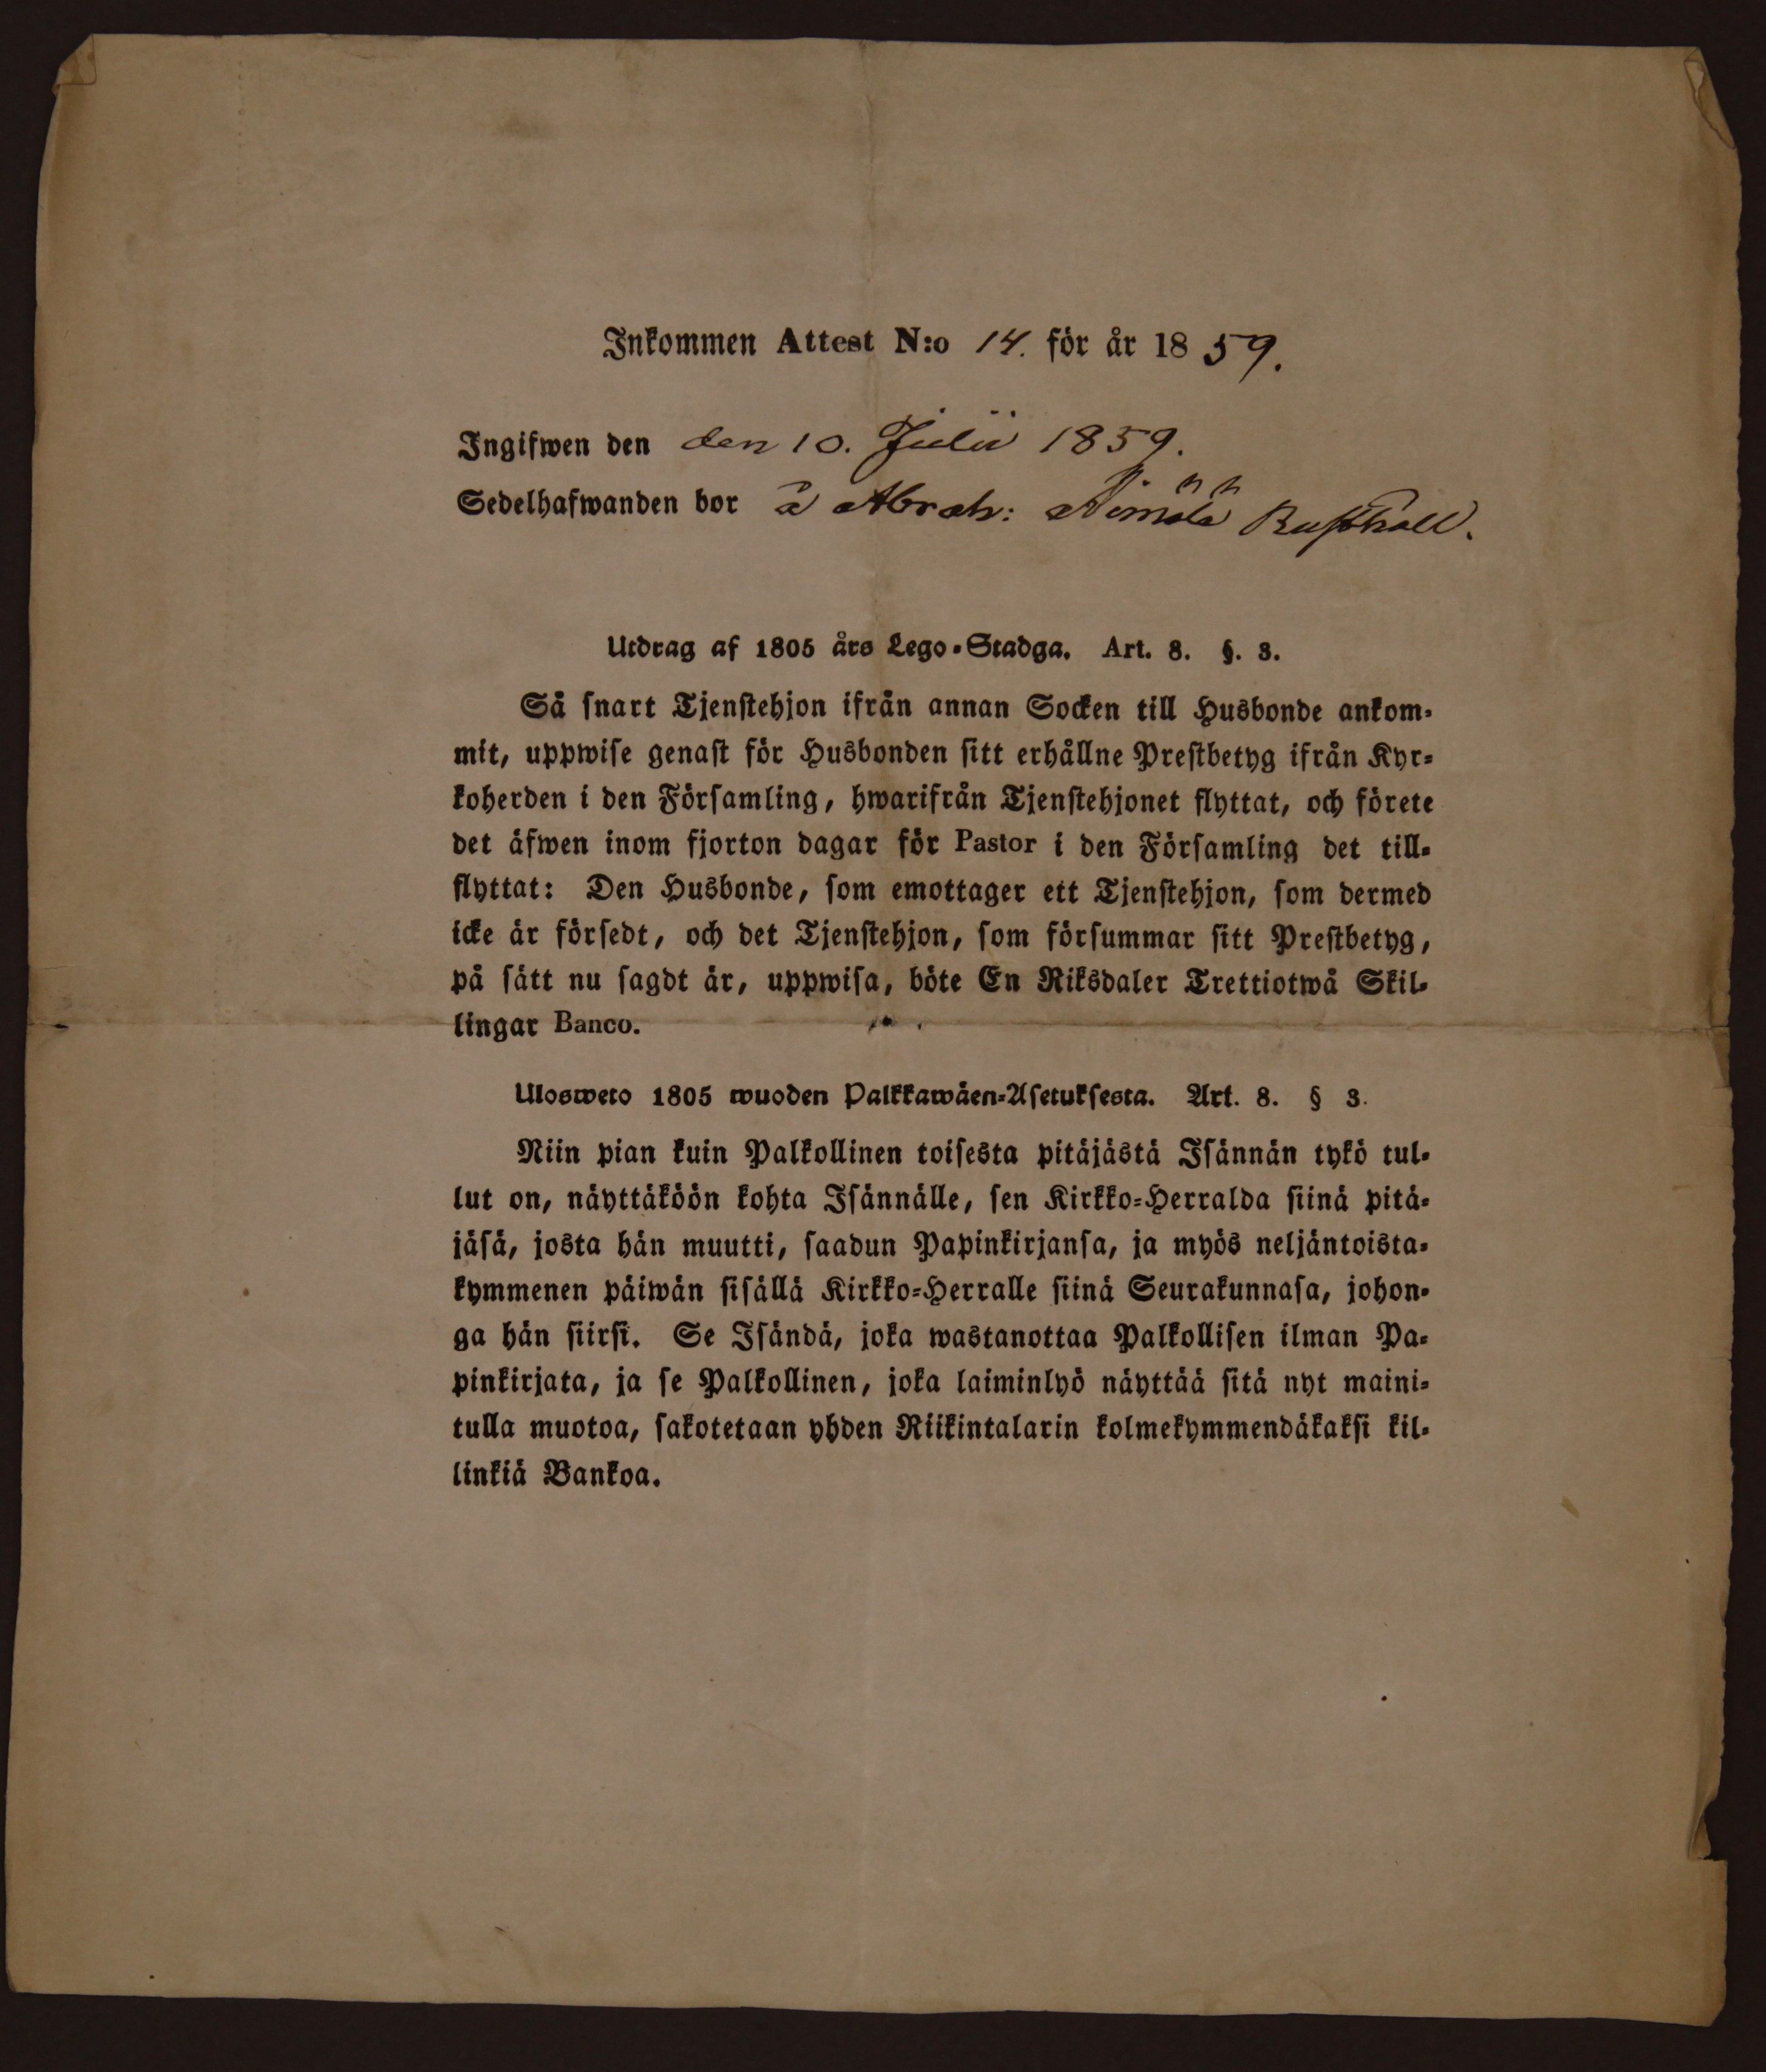 Inkommen Attest N:o 14. för år 1859.
Ingifwen den den 10. Julii 1859.
Sedelhafwanden bor å Abrah: Rusthåll.
Utdrag af 1805 års Lego-Stadga. Art. 8. §. 3.
Så snart Tjenstehjon ifrån annan Socken till Husbonde ankom-
mit, uppwise genast för Husbonden sitt erhållne Prestbetyg ifrån Kyr-
koherden i den Församling, hwarifrån Tjenstehjonet flyttat, och förete
det äfwen inom fjorton dagar för Pastor i den Församling det till-
flyttat: Den Husbonde, som emottager ett Tjenstehjon, som dermed
icke är försedt, och det Tjenstehjon, som försummar sitt Prestbetyg,
på sätt nu sagdt är, uppwisa, böte En Riksdaler Trettiotwå Skil-
lingar Banco.
Ulosweto 1805 wuoden Palkkawäen-Asetuksesta. Art. 8. § 3.
Niin pian kuin Palkollinen toisesta pitäjästä Isännän tykö tul-
lut on, näyttäköön kohta Isännälle, sen Kirkko-Herralda siinä pitä-
jäsä, josta hän muutti, saadun Papinkirjansa, ja myös neljäntoista-
kymmenen päiwän sisällä Kirkko-Herralle siinä Seurakunnasa, johon-
ga hän siirsi. Se Isändä, joka wastanottaa Palkollisen ilman Pa-
pinkirjata, ja se Palkollinen, joka laiminlyö näyttää sitä nyt maini-
tulla muotoa, sakotetaan yhden Riikintalarin kolmekymmendäkaksi kil-
linkiä Bankoa.